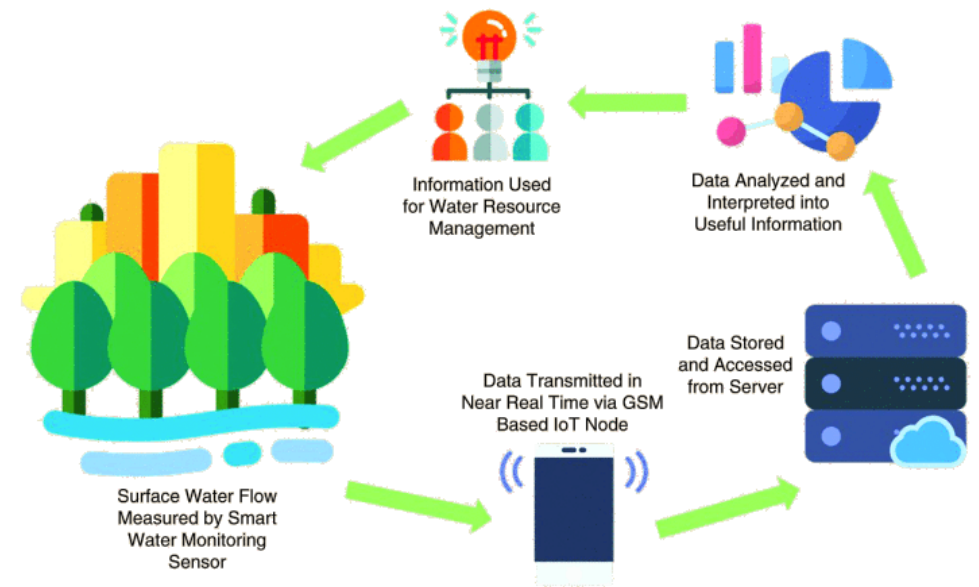 Information Used
for Water Resource
Management
Data Analyzed and
Interpreted into
Useful Information
Data Stored
and Accessed
from Server
Data Transmitted in
Near Real Time via GSM
Based IoT Node
Surface Water Flow
Measured by Smart
Water Monitoring
Sensor